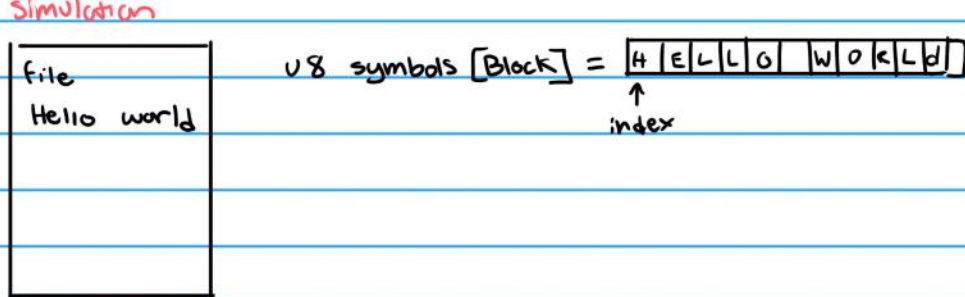 Simulation
file
Hello world
U8 symbols [Block] = H E L L O W O R L d
index